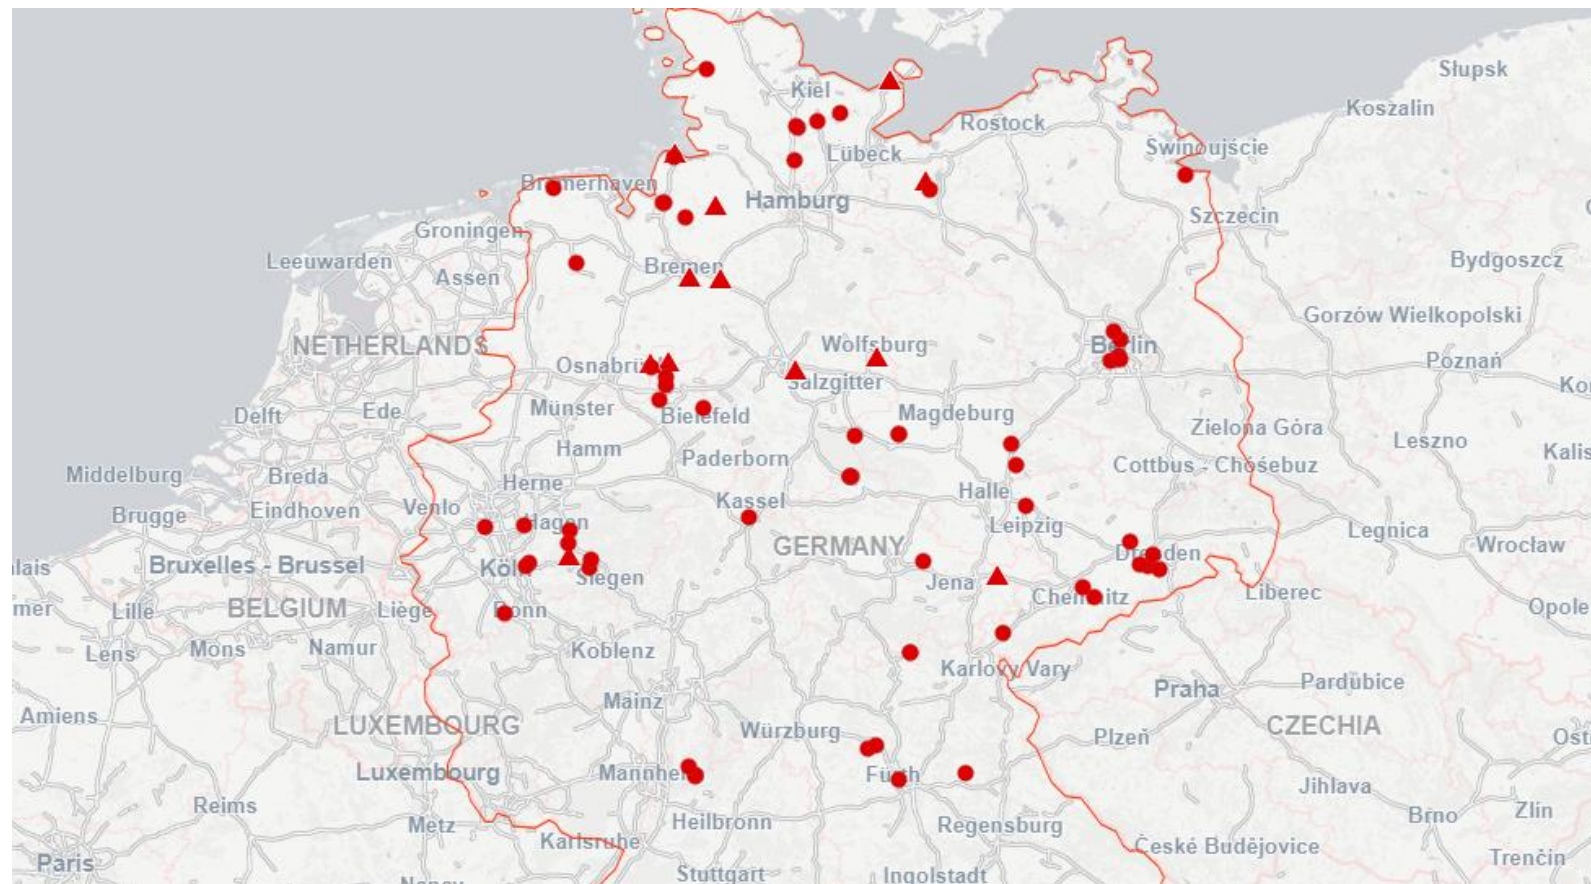 Słupsk
Kiel
Koszalin
Rostock
Świnoujście
Lübeck
Hamburg
Szczecin
Groningen
Leeuwarden
Bremen
Assen
Bydgoszcz
Gorzów Wielkopolski
NETHERLANDS
Wolfsburg
Berlin
Poznań
Salzgitter
Ede
Delft
Münster
Bielefeld
Magdeburg
Zielona Góra
Leszno
Hamm
Paderborn
Kalis
Cottbus - Chóśebuz
Middelburg
Breda
Herne
Halle
Kassel
Venlo
Eindhoven
Brugge
Hagen
Leipzig
Legnica
Wrocław
GERMANY
Dresden
Bruxelles - Brussel
alais
Siegen
Jena
Chemnitz
Liberec
mer
Lille
BELGIUM
Liège
Bonn
Opole
Mons
Namur
Lens
Koblenz
Karlovy Vary
Praha
Pardubice
Mainz
Amiens
LUXEMBOURG
Würzburg
CZECHIA
Plzeň
Ost
Luxembourg
Fürth
Jihlava
Reims
Zlín
Brno
Metz
Heilbronn
Regensburg
Karlsruhe
České Budějovice
Paris
Trenčín
Stuttgart
Ingolstadt